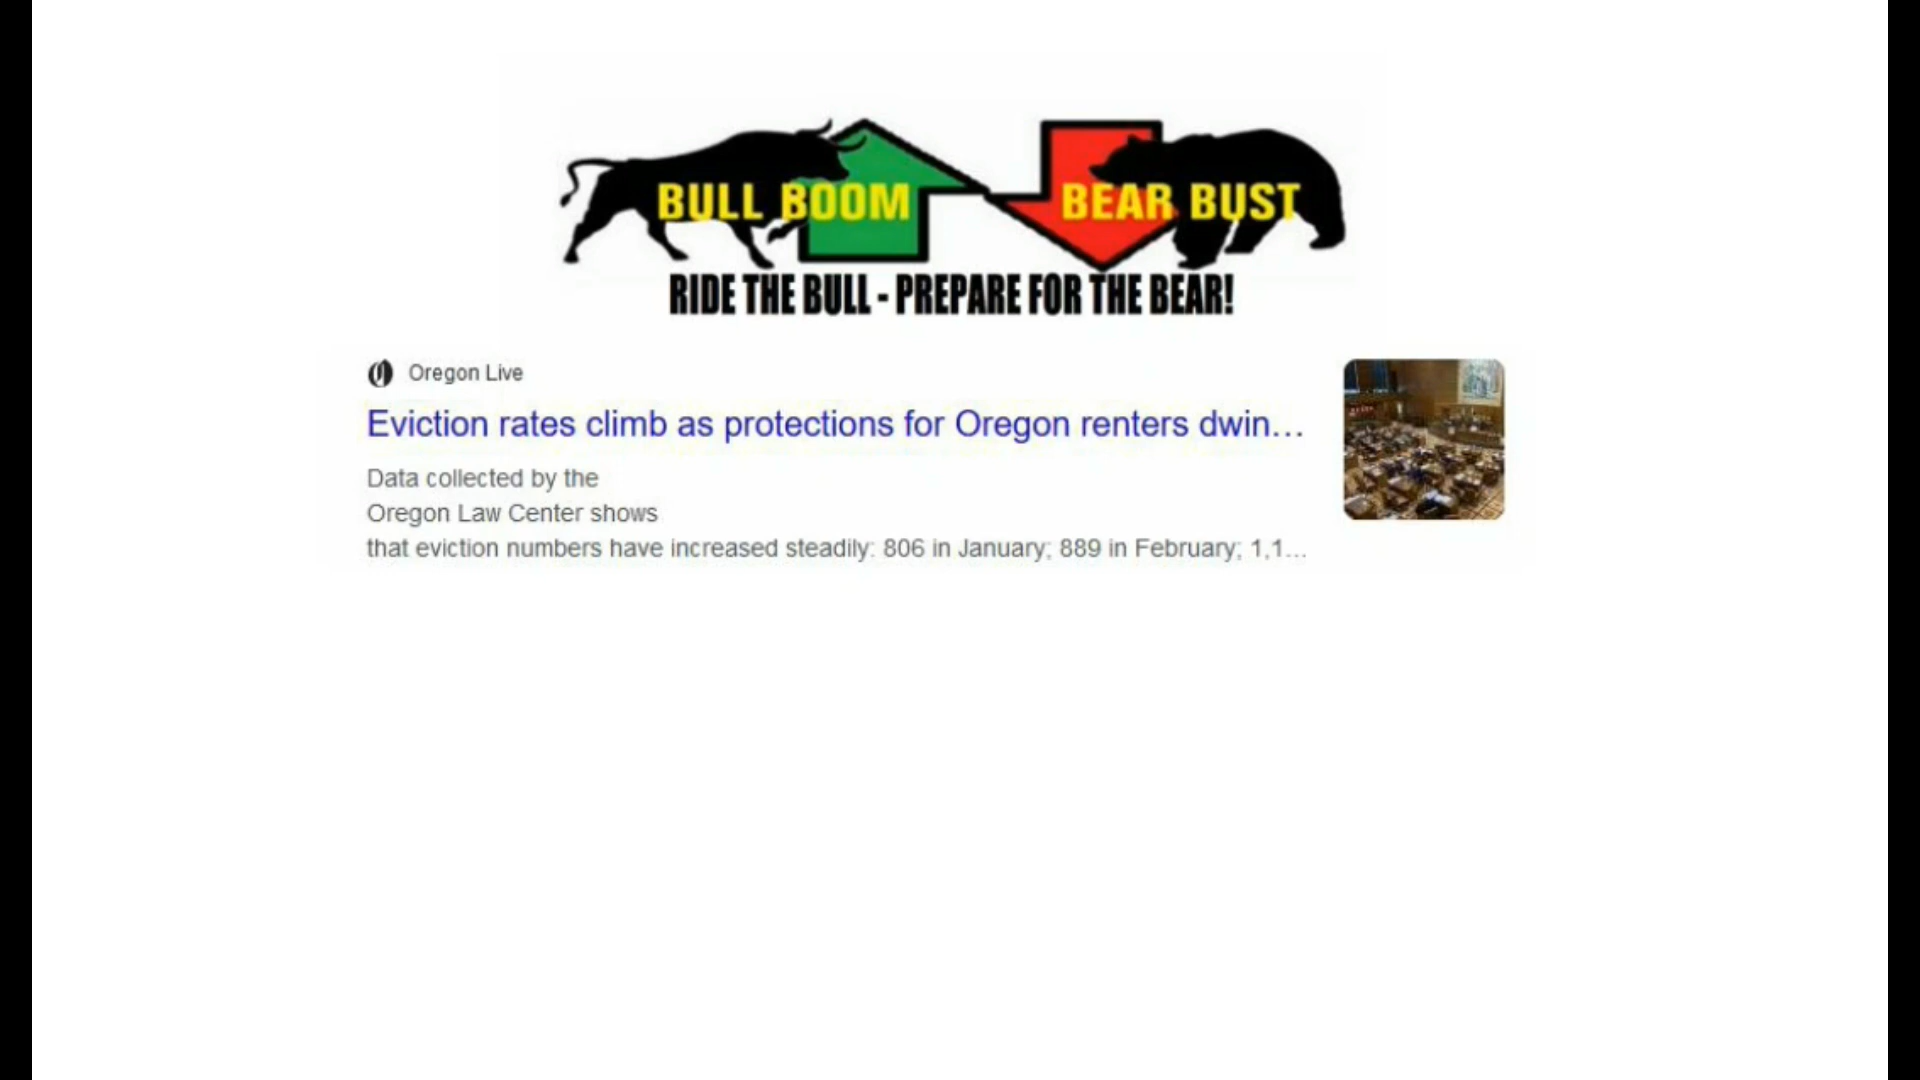 BULL BOOM BEAR BUST
RIDE THE BULL - PREPARE FOR THE BEAR!
Oregon Live
Eviction rates climb as protections for Oregon renters dwin...
Data collected by the
Oregon Law Center shows
that eviction numbers have increased steadily: 806 in January; 889 in February; 1,1...